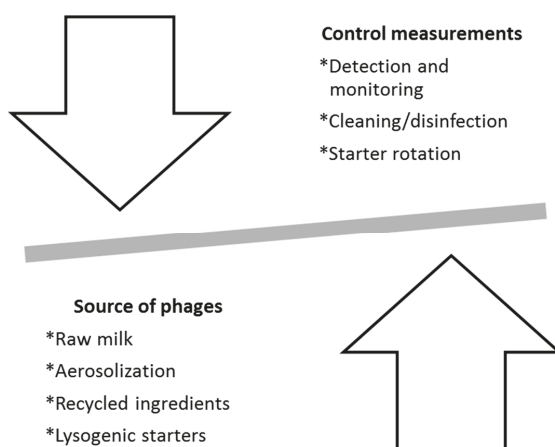 Control measurements
*Detection and
monitoring
*Cleaning/disinfection
*Starter rotation
Source of phages
*Raw milk
*Aerosolization
*Recycled ingredients
*Lysogenic starters